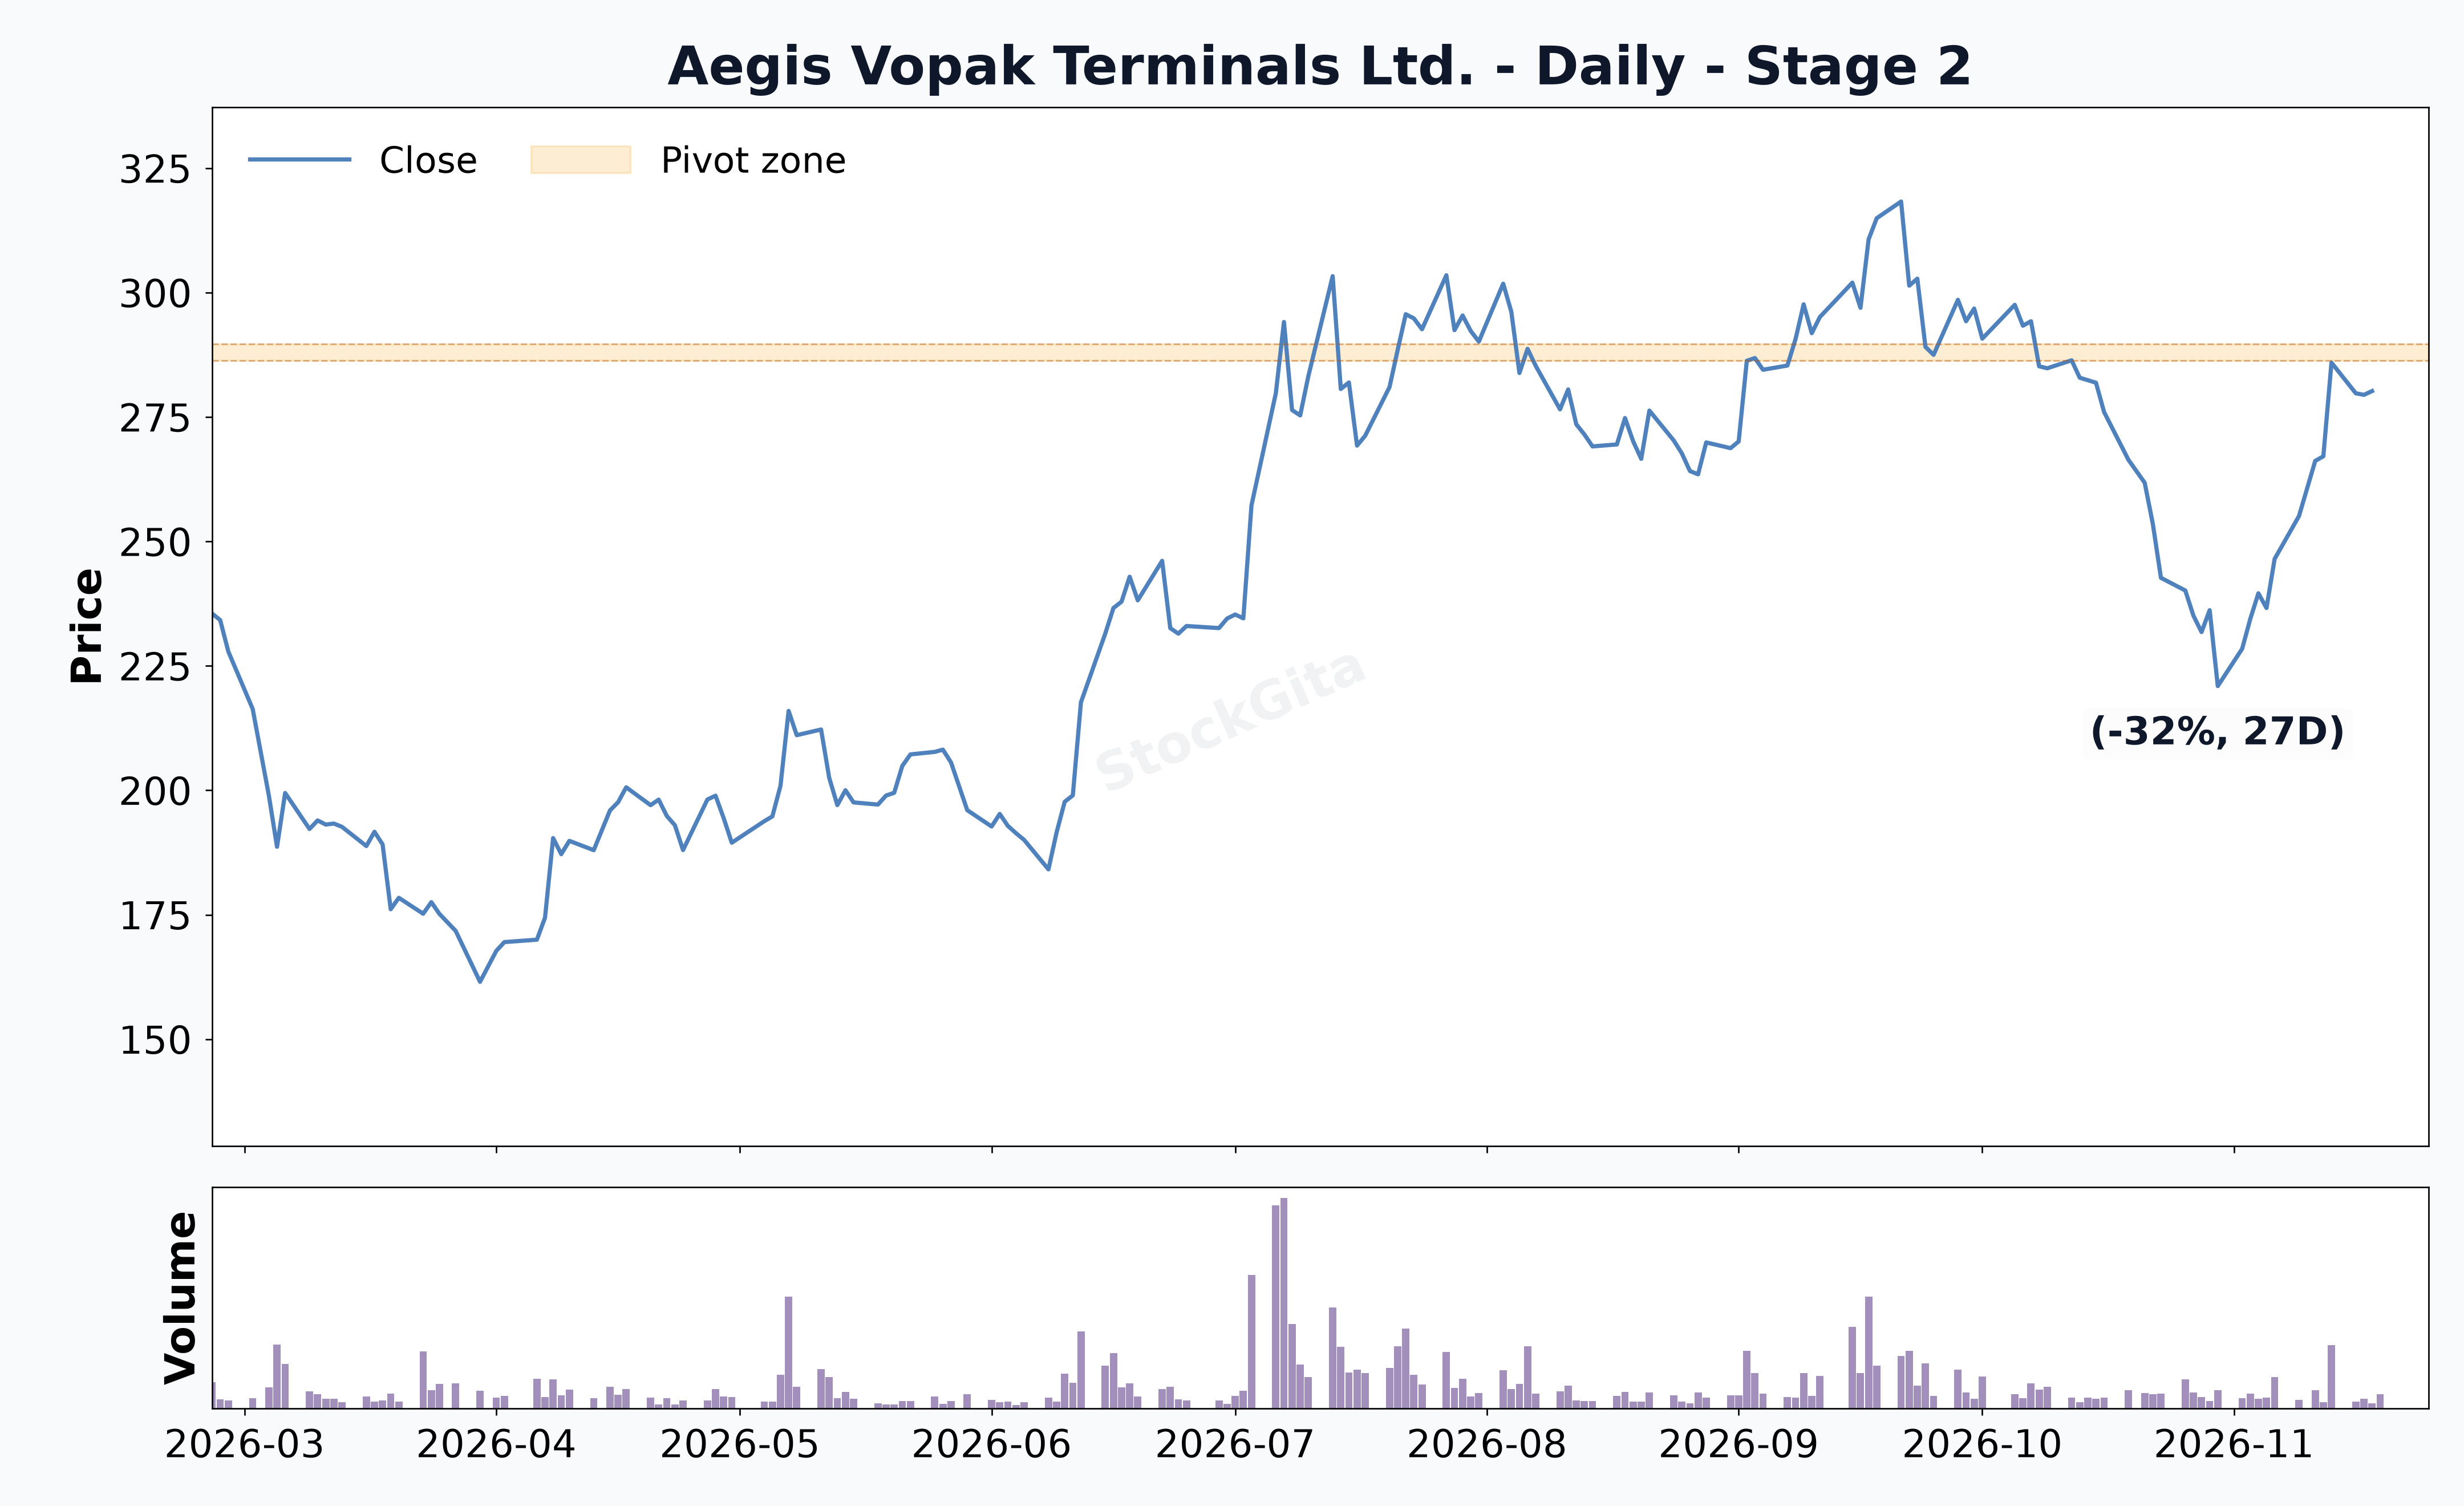 Aegis Vopak Terminals Ltd. - Daily - Stage 2
Close
Pivot zone
Price
325
300
275
250
225
200
175
150
StockGita
(-32%, 27D)
Volume
2026-03
2026-04
2026-05
2026-06
2026-07
2026-08
2026-09
2026-10
2026-11